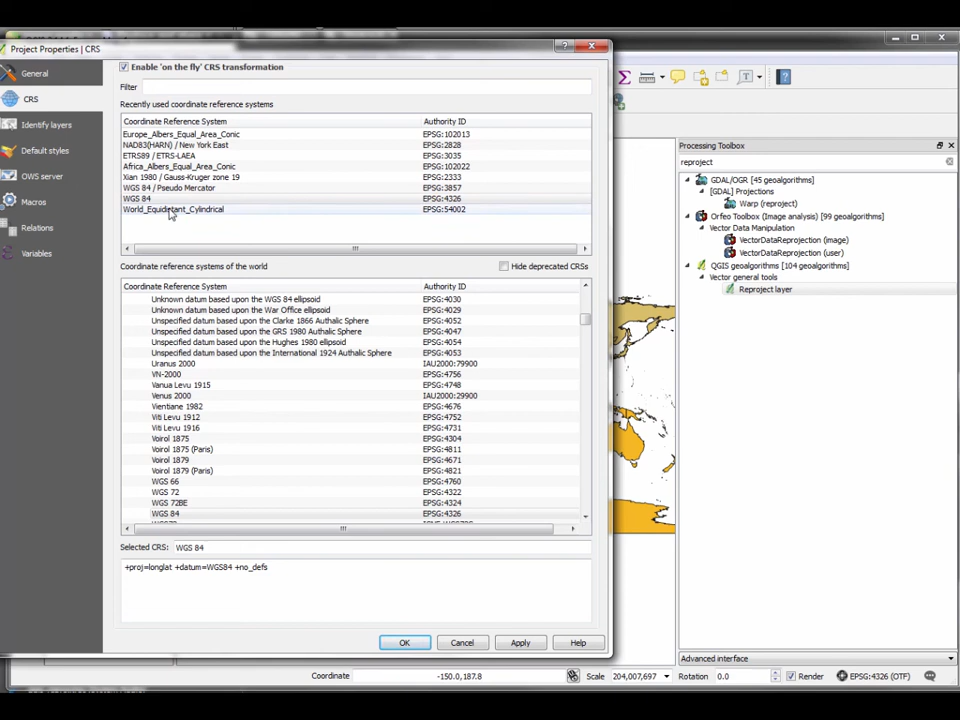 Project Properties | CRS
General
CRS
Identify layers
Default styles
OWS server
Macros
Relations
Variables
Enable 'on the fly' CRS transformation
Filter
Recently used coordinate reference systems
Coordinate Reference System Authority ID
Europe_Albers_Equal_Area_Conic EPSG:102013
NAD83(HARN) / New York East EPSG:2828
ETRS89 / ETRS-LAEA EPSG:3035
Africa_Albers_Equal_Area_Conic EPSG:102022
Xian 1980 / Gauss-Kruger zone 19 EPSG:2333
WGS 84 / Pseudo Mercator EPSG:3857
WGS 84 EPSG:4326
World_Equidistant_Cylindrical EPSG:54002
Coordinate reference systems of the world
Hide deprecated CRSs
Coordinate Reference System Authority ID
Unknown datum based upon the WGS 84 ellipsoid EPSG:4030
Unknown datum based upon the War Office ellipsoid EPSG:4029
Unspecified datum based upon the Clarke 1866 Authalic Sphere EPSG:4052
Unspecified datum based upon the GRS 1980 Authalic Sphere EPSG:4047
Unspecified datum based upon the Hughes 1980 ellipsoid EPSG:4054
Unspecified datum based upon the International 1924 Authalic Sphere EPSG:4053
Uranus 2000 IAU2000:79900
VN-2000 EPSG:4756
Vanua Levu 1915 EPSG:4748
Venus 2000 IAU2000:29900
Vientiane 1982 EPSG:4676
Viti Levu 1912 EPSG:4752
Viti Levu 1916 EPSG:4731
Voirol 1875 EPSG:4304
Voirol 1875 (Paris) EPSG:4811
Voirol 1879 EPSG:4671
Voirol 1879 (Paris) EPSG:4821
WGS 66 EPSG:4760
WGS 72 EPSG:4322
WGS 72BE EPSG:4324
WGS 84 EPSG:4326
Selected CRS: WGS 84
+proj=longlat +datum=WGS84 +no_defs
OK
Cancel
Apply
Help
Processing Toolbox
reproject
GDAL/OGR [45 geoalgorithms]
[GDAL] Projections
Warp (reproject)
Orfeo Toolbox (Image analysis) [99 geoalgorithms]
Vector Data Manipulation
VectorDataReprojection (image)
VectorDataReprojection (user)
QGIS geoalgorithms [104 geoalgorithms]
Vector general tools
Reproject layer
Advanced interface
Coordinate -150.0,187.8 Scale 204,007,697 Rotation 0.0 Render EPSG:4326 (OTF)